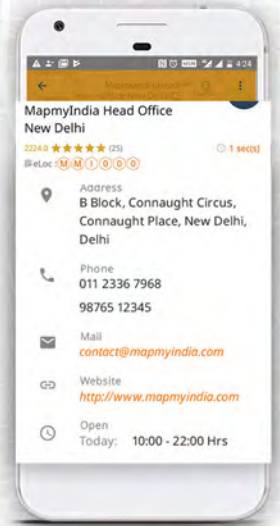 4:24
MapmyIndia Head Office
New Delhi
2224.0 ★★★★★ (25) 1 sec(s)
eLoc: M M I 0 0 0
Address
B Block, Connaught Circus,
Connaught Place, New Delhi,
Delhi
Phone
011 2336 7968
98765 12345
Mail
contact@mapmyindia.com
Website
http://www.mapmyindia.com
Open
Today: 10:00 - 22:00 Hrs